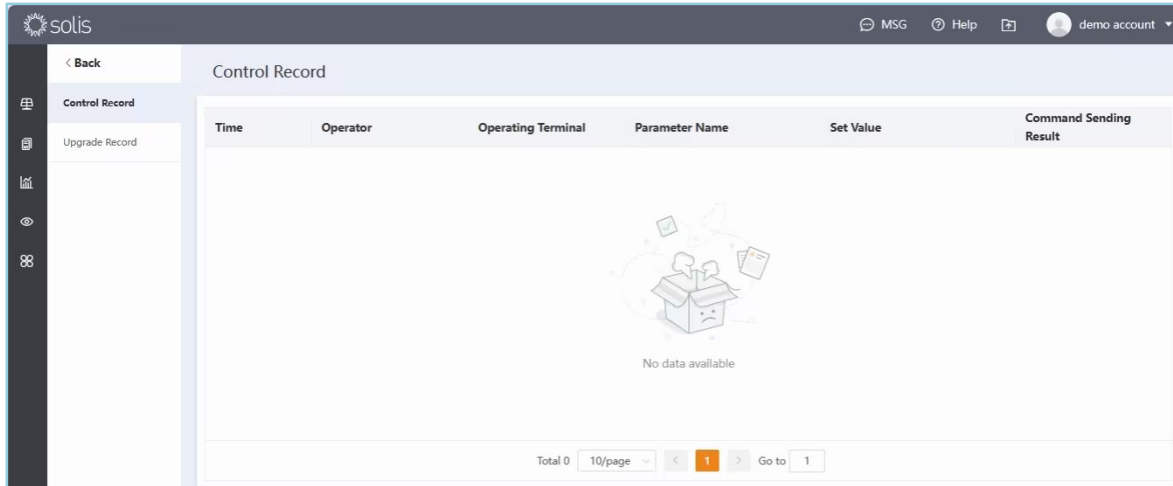 solis
MSG
Help
demo account
< Back
Control Record
Upgrade Record
Control Record
Time
Operator
Operating Terminal
Parameter Name
Set Value
Command Sending
Result
No data available
Total 0
10/page
<
1
>
Go to
1